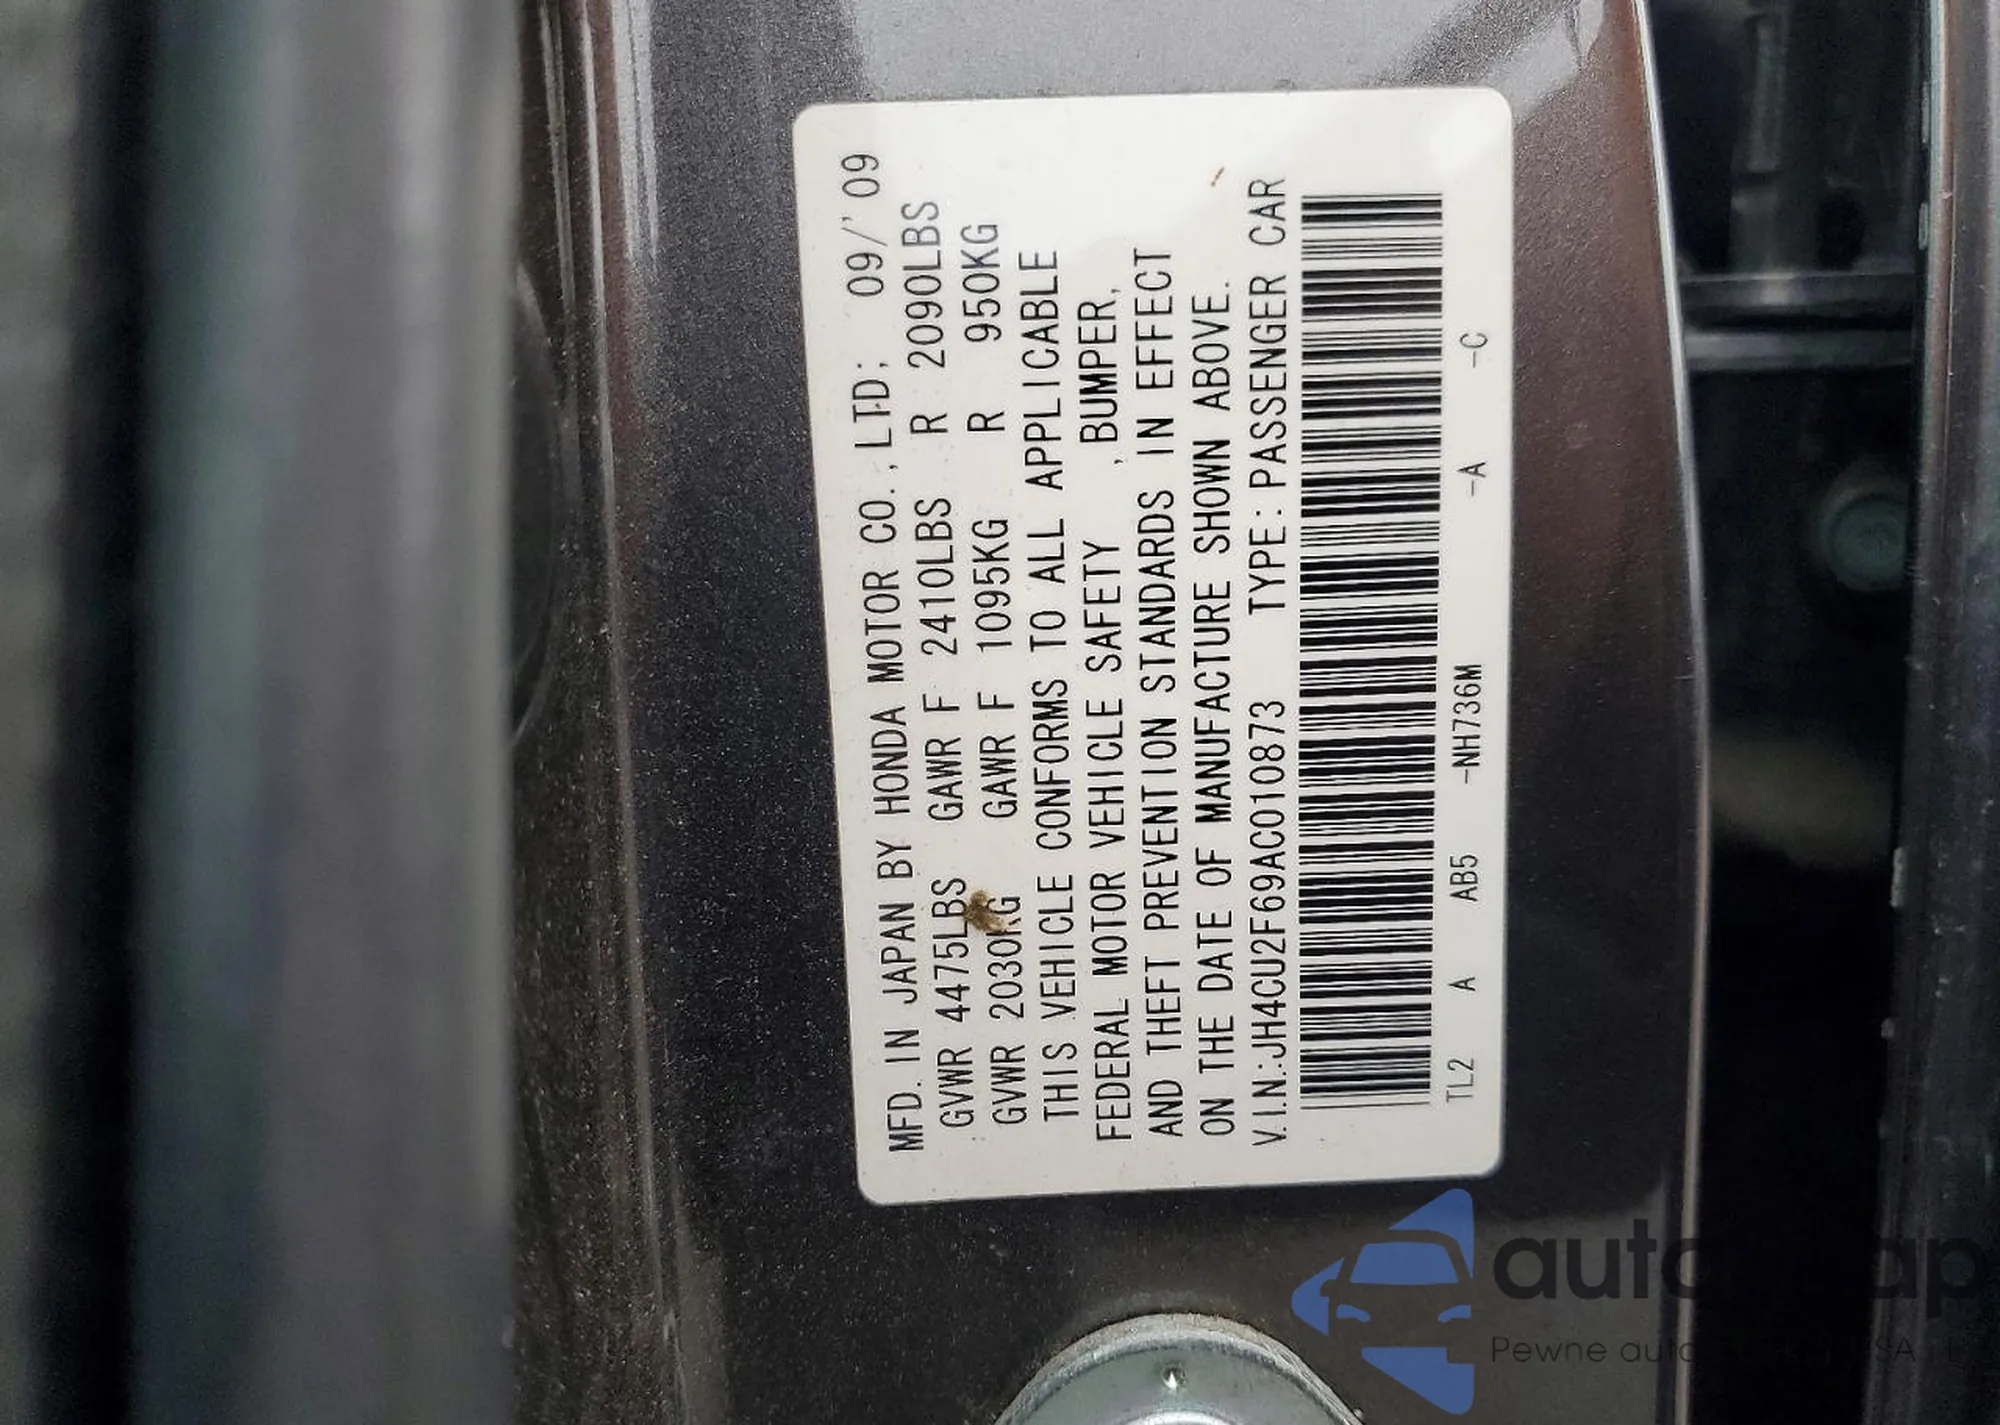 MFD. IN JAPAN BY HONDA MOTOR CO., LTD; 09/'09
GVWR 4475LBS GAWR F 2410LBS R 2090LBS
GVWR 2030KG GAWR F 1095KG R 950KG
THIS VEHICLE CONFORMS TO ALL APPLICABLE
FEDERAL MOTOR VEHICLE SAFETY , BUMPER,
AND THEFT PREVENTION STANDARDS IN EFFECT
ON THE DATE OF MANUFACTURE SHOWN ABOVE.
V.I.N.:JH4CU2F69AC010873 TYPE:PASSENGER CAR
TL2 A AB5 -NH736M -A -C
Pewne